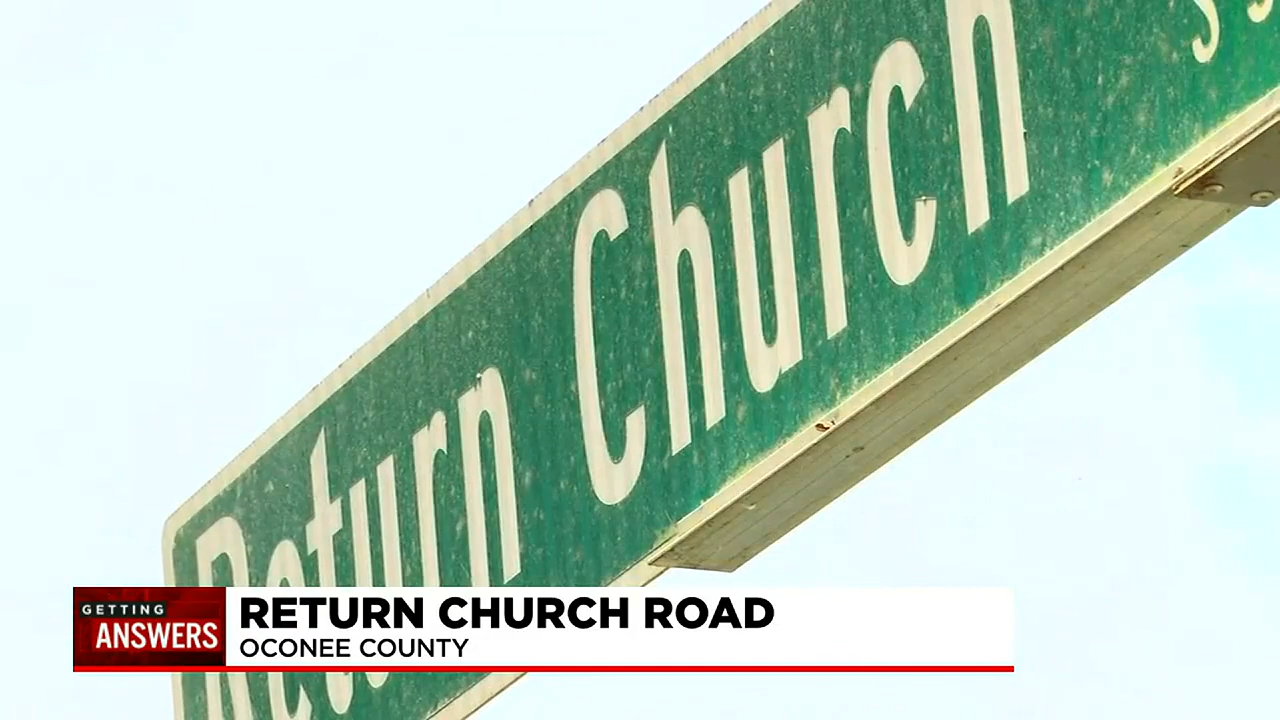 Return Church
GETTING
ANSWERS
RETURN CHURCH ROAD
OCONEE COUNTY